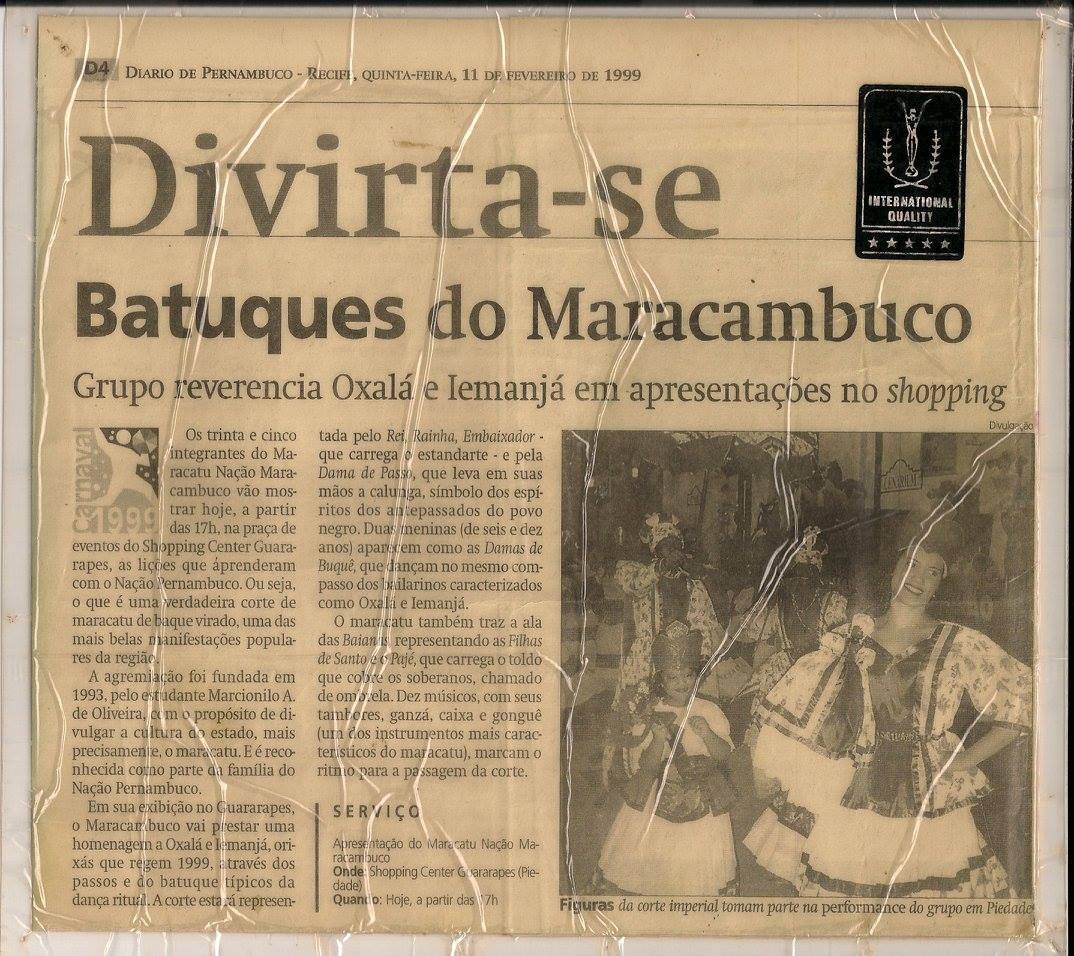 D4 DIARIO DE PERNAMBUCO - RECIFE, QUINTA-FEIRA, 11 DE FEVEREIRO DE 1999
Divirta-se
INTERNATIONAL
QUALITY
Batuques do Maracambuco
Grupo reverencia Oxalá e Iemanjá em apresentações no shopping
Carnaval
1999
Os trinta e cinco
integrantes do Ma-
racatu Nação Mara-
cambuco vão mos-
trar hoje, a partir
das 17h, na praça de
eventos do Shopping Center Guara-
rapes, as lições que aprenderam
com o Nação Pernambuco. Ou seja,
o que é uma verdadeira corte de
maracatu de baque virado, uma das
mais belas manifestações popula-
res da região.
A agremiação foi fundada em
1993, pelo estudante Marcionilo A.
de Oliveira, com o propósito de di-
vulgar a cultura do estado, mais
precisamente, o maracatu. E é reco-
nhecida como parte da família do
Nação Pernambuco.
Em sua exibição no Guararapes,
o Maracambuco vai prestar uma
homenagem a Oxalá e Iemanjá, ori-
xás que regem 1999, através dos
passos e do batuque típicos da
dança ritual. A corte estará represen-
tada pelo Rei, Rainha, Embaixador -
que carrega o estandarte - e pela
Dama de Passo, que leva em suas
mãos a calunga, símbolo dos espí-
ritos dos antepassados do povo
negro. Duas meninas (de seis e dez
anos) aparecem como as Damas de
Buquê, que dançam no mesmo com-
passo dos bailarinos caracterizados
como Oxalá e Iemanjá.
O maracatu também traz a ala
das Baianas, representando as Filhas
de Santo e o Pajé, que carrega o toldo
que cobre os soberanos, chamado
de ombrela. Dez músicos, com seus
tambores, ganzá, caixa e gonguê
(um dos instrumentos mais carac-
terísticos do maracatu), marcam o
ritmo para a passagem da corte.
SERVIÇO
Apresentação do Maracatu Nação Ma-
racambuco
Onde: Shopping Center Guararapes (Pie-
dade)
Quando: Hoje, a partir das 17h
Divulgação
Figuras da corte imperial tomam parte na performance do grupo em Piedade